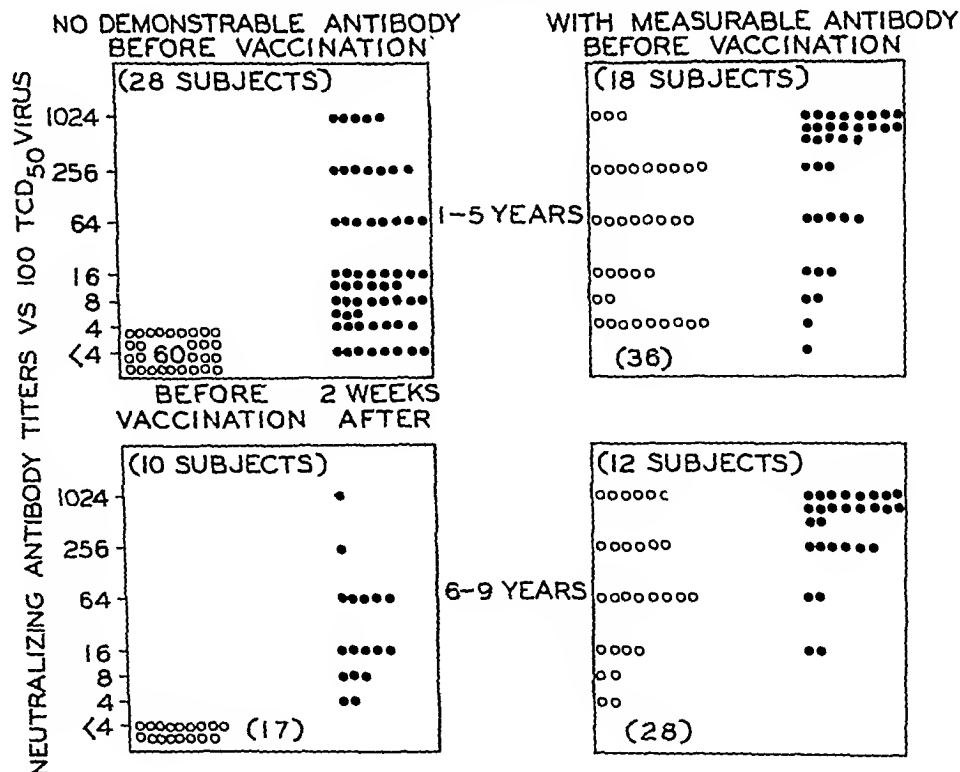 NO DEMONSTRABLE ANTIBODY
BEFORE VACCINATION
WITH MEASURABLE ANTIBODY
BEFORE VACCINATION
NEUTRALIZING ANTIBODY TITERS VS 100 TCD50 VIRUS
(28 SUBJECTS)
1024
256
64
16
8
4
<4
60
1-5 YEARS
(18 SUBJECTS)
(36)
BEFORE
VACCINATION
2 WEEKS
AFTER
(10 SUBJECTS)
1024
256
64
16
8
4
<4
(17)
6-9 YEARS
(12 SUBJECTS)
(28)